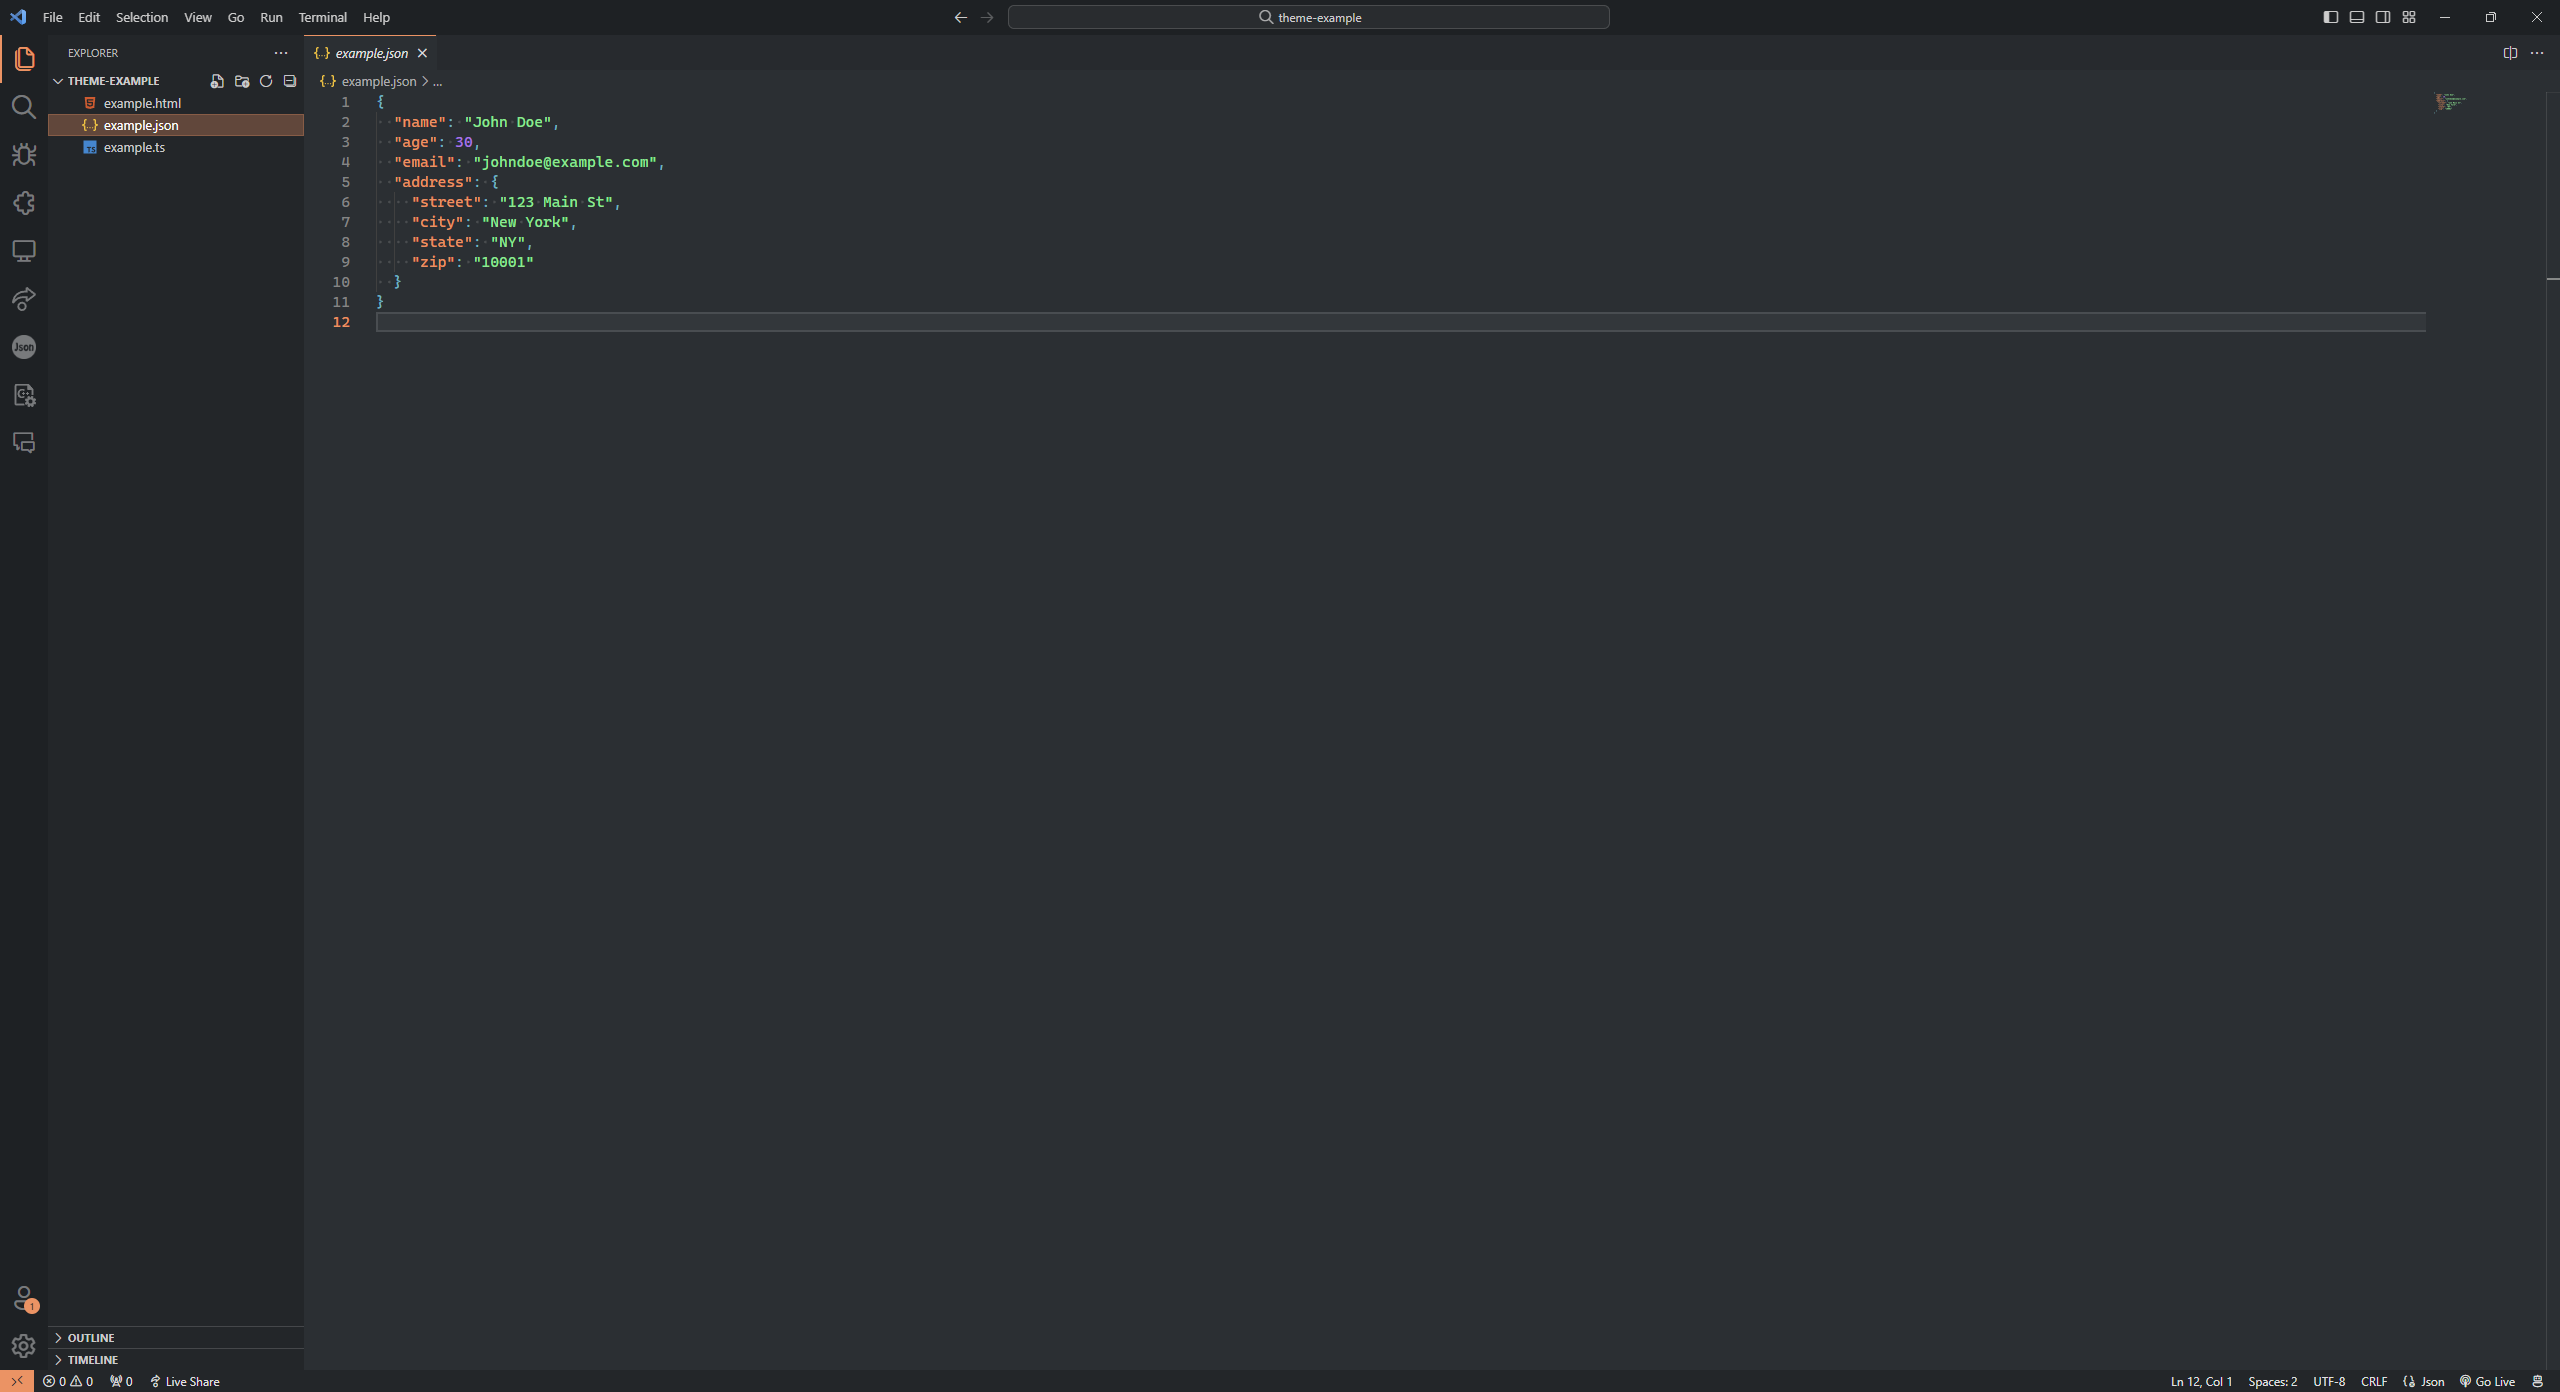 File Edit Selection View Go Run Terminal Help
theme-example
EXPLORER
THEME-EXAMPLE
example.html
{..} example.json
TS example.ts
Json
1
OUTLINE
TIMELINE
{..} example.json
{..} example.json > ...
1 {
2 "name": "John Doe",
3 "age": 30,
4 "email": "johndoe@example.com",
5 "address": {
6 "street": "123 Main St",
7 "city": "New York",
8 "state": "NY",
9 "zip": "10001"
10 }
11 }
12
0 0 0 Live Share
Ln 12, Col 1 Spaces: 2 UTF-8 CRLF Json Go Live